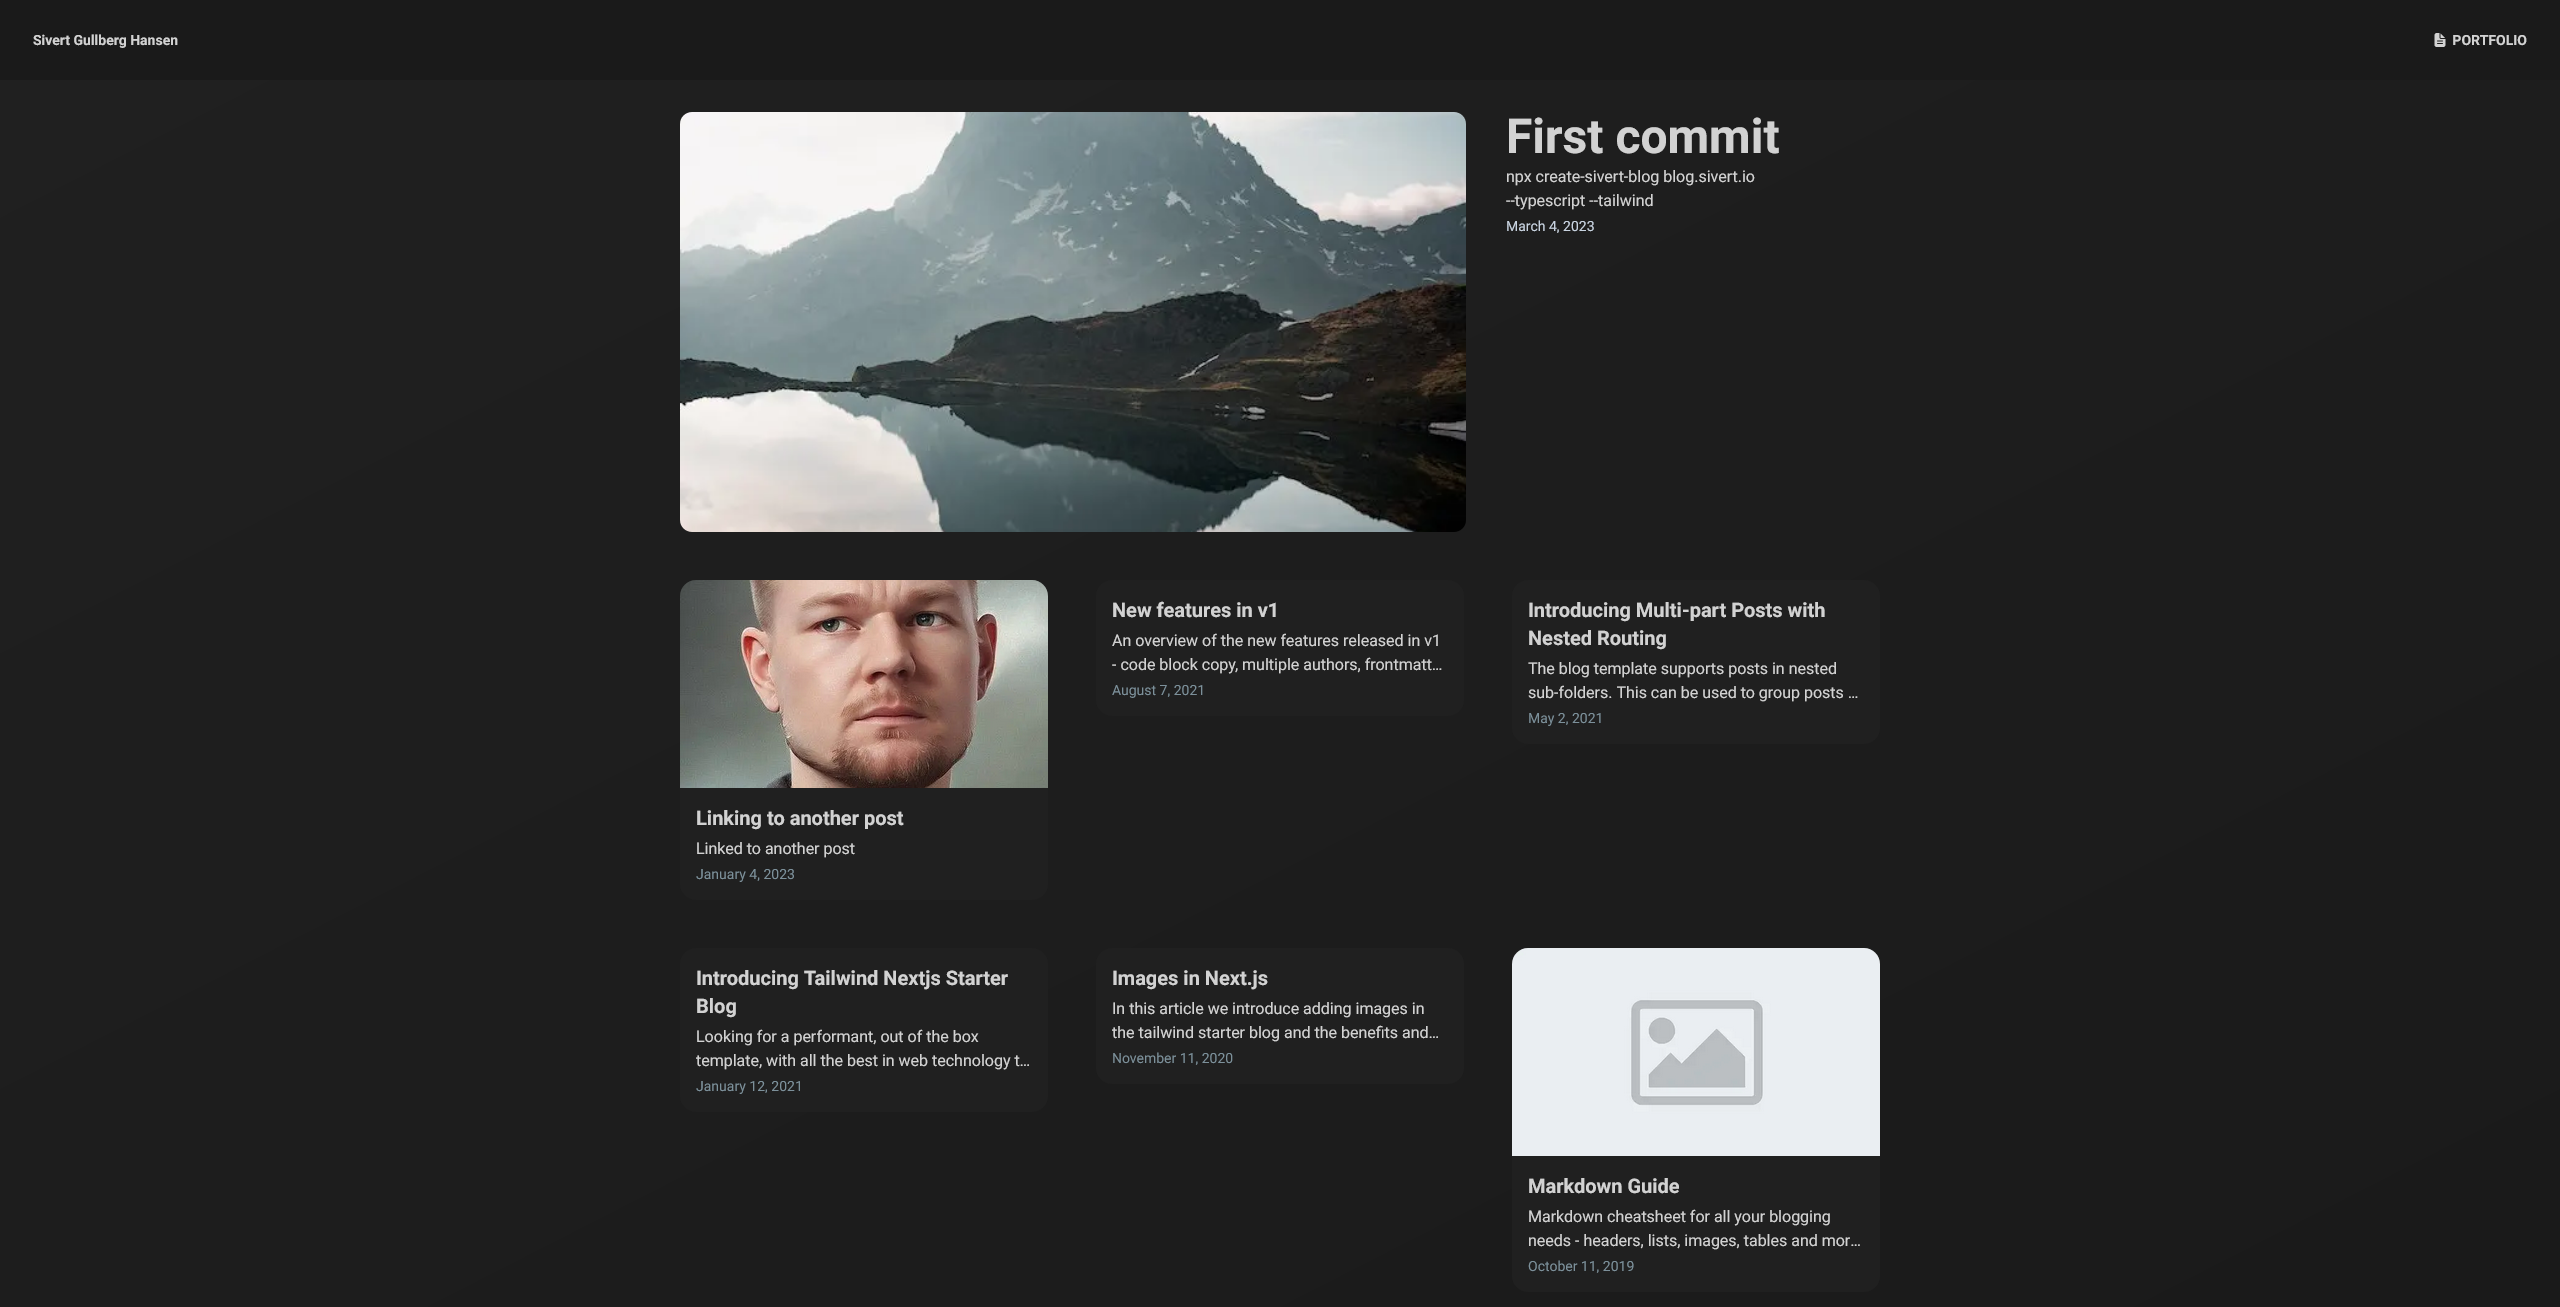 Sivert Gullberg Hansen
PORTFOLIO
First commit
npx create-sivert-blog blog.sivert.io
--typescript --tailwind
March 4, 2023
Linking to another post
Linked to another post
January 4, 2023
New features in v1
An overview of the new features released in v1
- code block copy, multiple authors, frontmatt…
August 7, 2021
Introducing Multi-part Posts with
Nested Routing
The blog template supports posts in nested
sub-folders. This can be used to group posts …
May 2, 2021
Introducing Tailwind Nextjs Starter
Blog
Looking for a performant, out of the box
template, with all the best in web technology t…
January 12, 2021
Images in Next.js
In this article we introduce adding images in
the tailwind starter blog and the benefits and…
November 11, 2020
Markdown Guide
Markdown cheatsheet for all your blogging
needs - headers, lists, images, tables and mor…
October 11, 2019